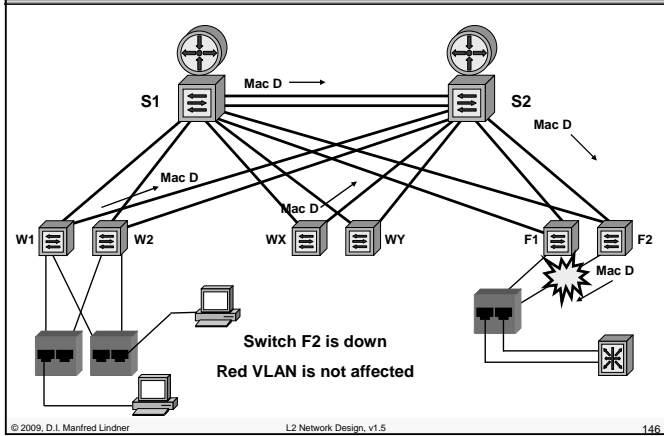 Mac D
S1
S2
Mac D
Mac D
Mac D
W1
W2
WX
WY
F1
F2
Mac D
Switch F2 is down
Red VLAN is not affected
© 2009, D.I. Manfred Lindner
L2 Network Design, v1.5
146